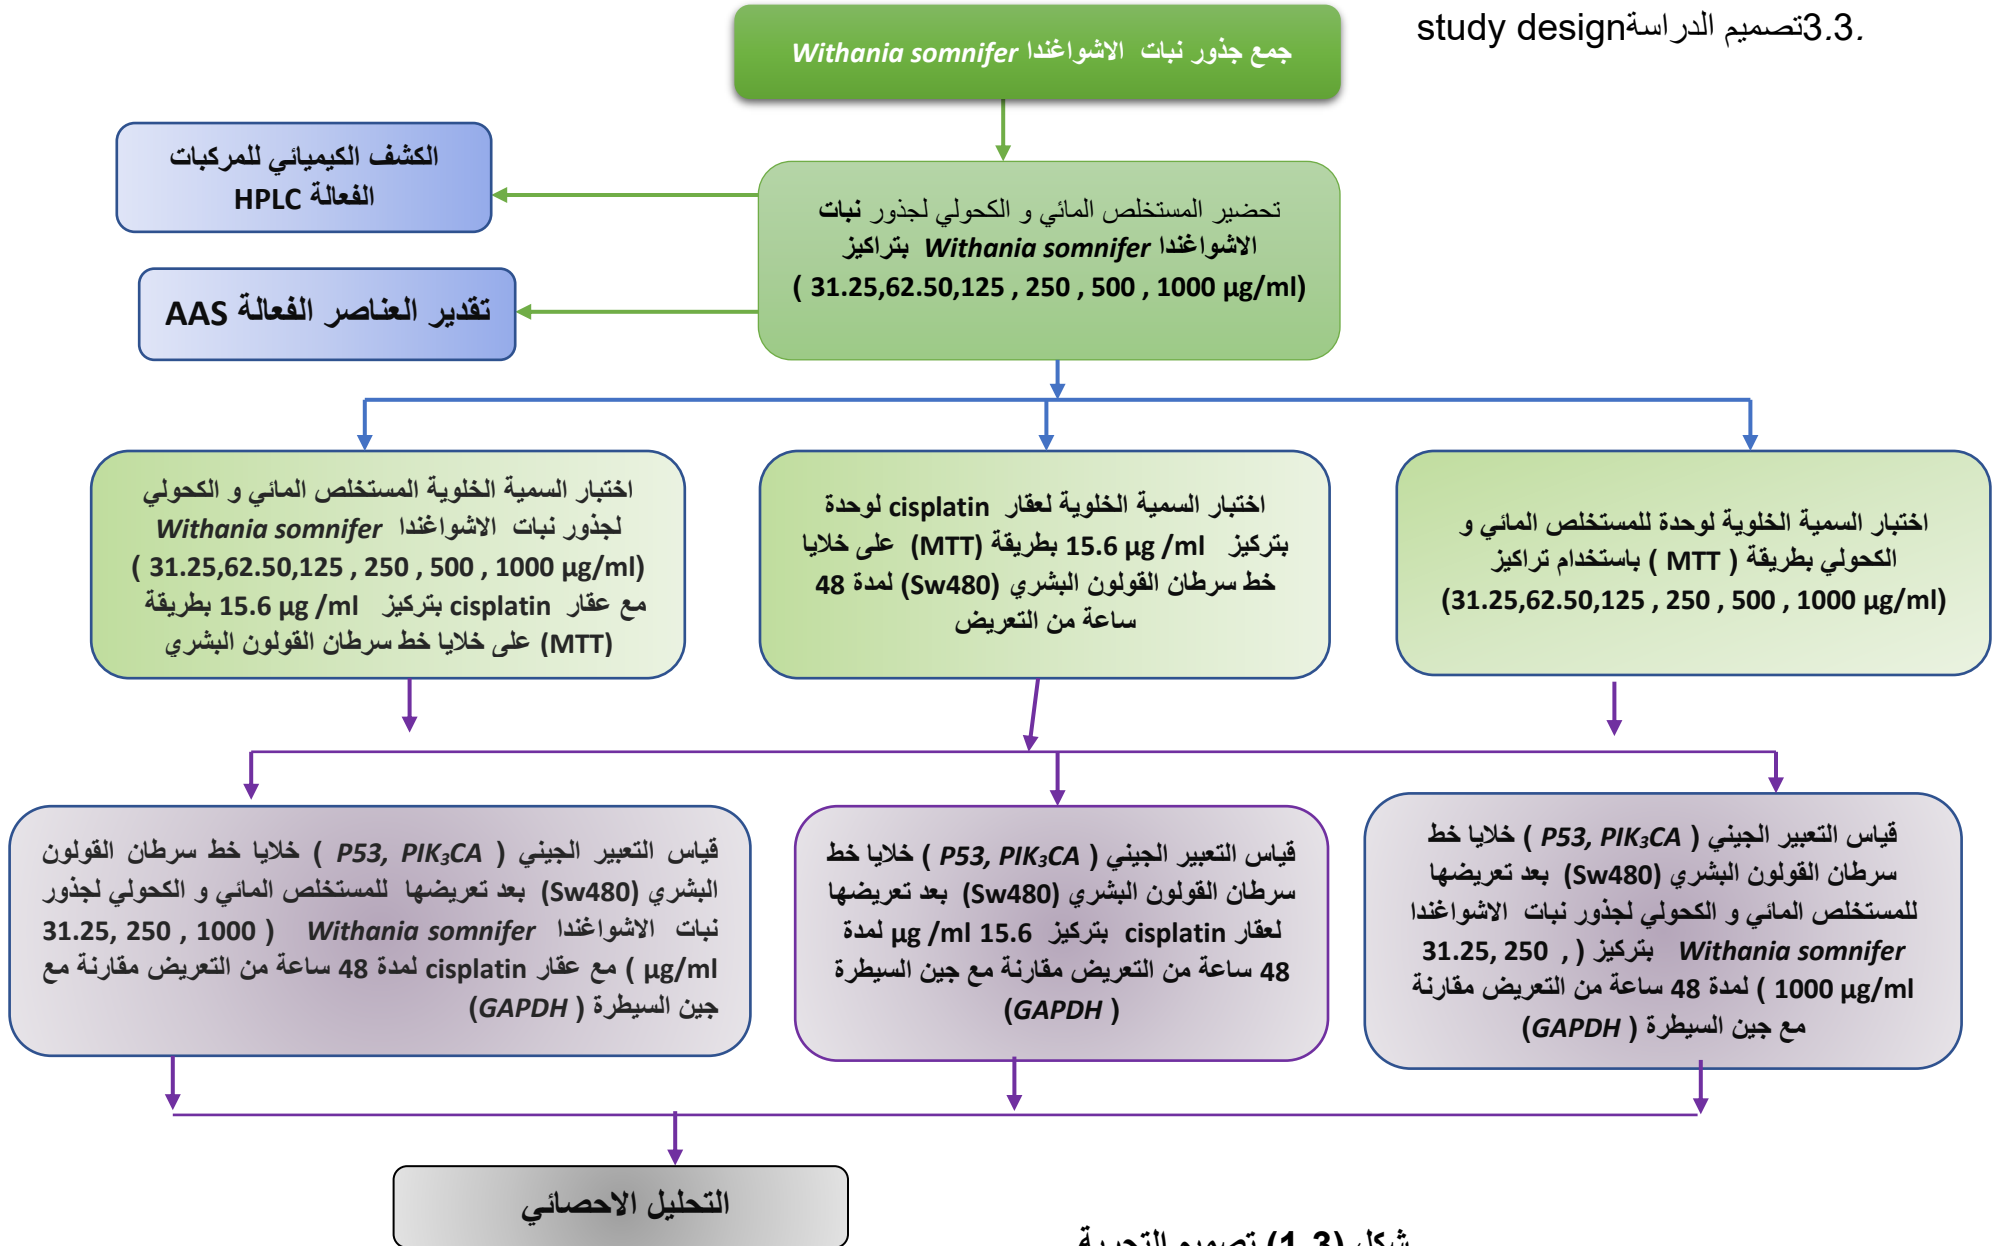 3.3.تصميم الدراسةstudy design
جمع جذور نبات الاشواغندا Withania somnifer
الكشف الكيميائي للمركبات
الفعالة HPLC
تحضير المستخلص المائي و الكحولي لجذور نبات
الاشواغندا Withania somnifer بتراكيز
( 31.25,62.50,125 , 250 , 500 , 1000 µg/ml)
تقدير العناصر الفعالة AAS
اختبار السمية الخلوية لوحدة للمستخلص المائي و
الكحولي بطريقة ( MTT ) باستخدام تراكيز
(31.25,62.50,125 , 250 , 500 , 1000 µg/ml)
اختبار السمية الخلوية لعقار cisplatin لوحدة
بتركيز 15.6 µg /ml بطريقة (MTT) على خلايا
خط سرطان القولون البشري (Sw480) لمدة 48
ساعة من التعريض
اختبار السمية الخلوية المستخلص المائي و الكحولي
لجذور نبات الاشواغندا Withania somnifer
( 31.25,62.50,125 , 250 , 500 , 1000 µg/ml)
مع عقار cisplatin بتركيز 15.6 µg /ml بطريقة
(MTT) على خلايا خط سرطان القولون البشري
قياس التعبير الجيني ( P53, PIK₃CA ) خلايا خط
سرطان القولون البشري (Sw480) بعد تعريضها
للمستخلص المائي و الكحولي لجذور نبات الاشواغندا
Withania somnifer بتركيز ( 31.25, 250 ,
1000 µg/ml ) لمدة 48 ساعة من التعريض مقارنة
مع جين السيطرة ( GAPDH)
قياس التعبير الجيني ( P53, PIK₃CA ) خلايا خط
سرطان القولون البشري (Sw480) بعد تعريضها
لعقار cisplatin بتركيز 15.6 µg /ml لمدة
48 ساعة من التعريض مقارنة مع جين السيطرة
( GAPDH)
قياس التعبير الجيني ( P53, PIK₃CA ) خلايا خط سرطان القولون
البشري (Sw480) بعد تعريضها للمستخلص المائي و الكحولي لجذور
نبات الاشواغندا Withania somnifer ( 31.25, 250 , 1000
µg/ml ) مع عقار cisplatin لمدة 48 ساعة من التعريض مقارنة مع
جين السيطرة ( GAPDH)
التحليل الاحصائي
شكل (3-1) تصميم التجربة